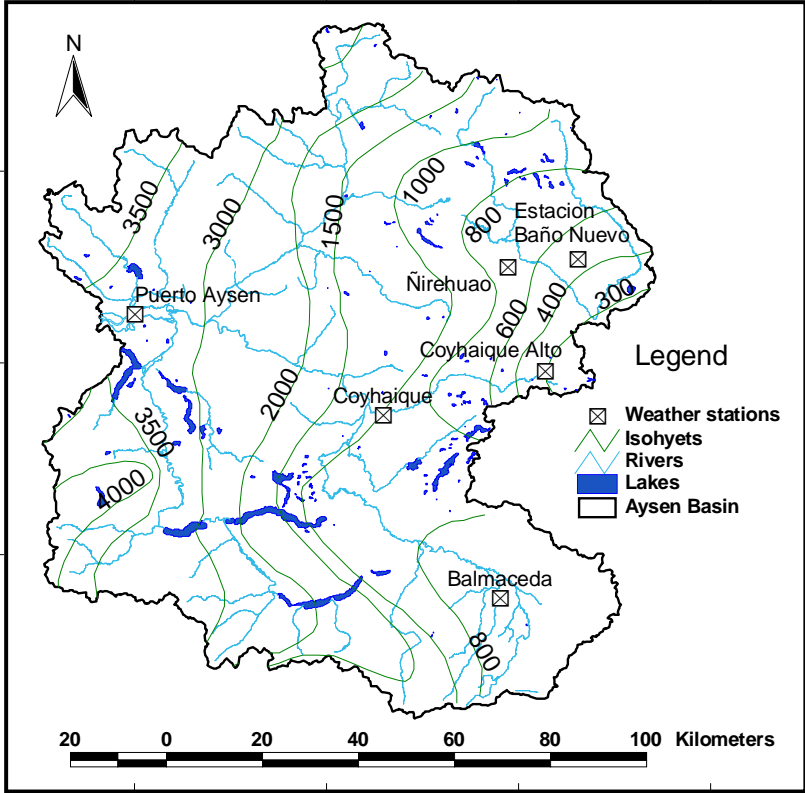 N
3500
3000
1500
1000
800
Estacion
Baño Nuevo
Ñirehuao
600
400
300
Puerto Aysen
Coyhaique Alto
Legend
2000
Coyhaique
3500
4000
Weather stations
Isohyets
Rivers
Lakes
Aysen Basin
Balmaceda
800
20 0 20 40 60 80 100 Kilometers